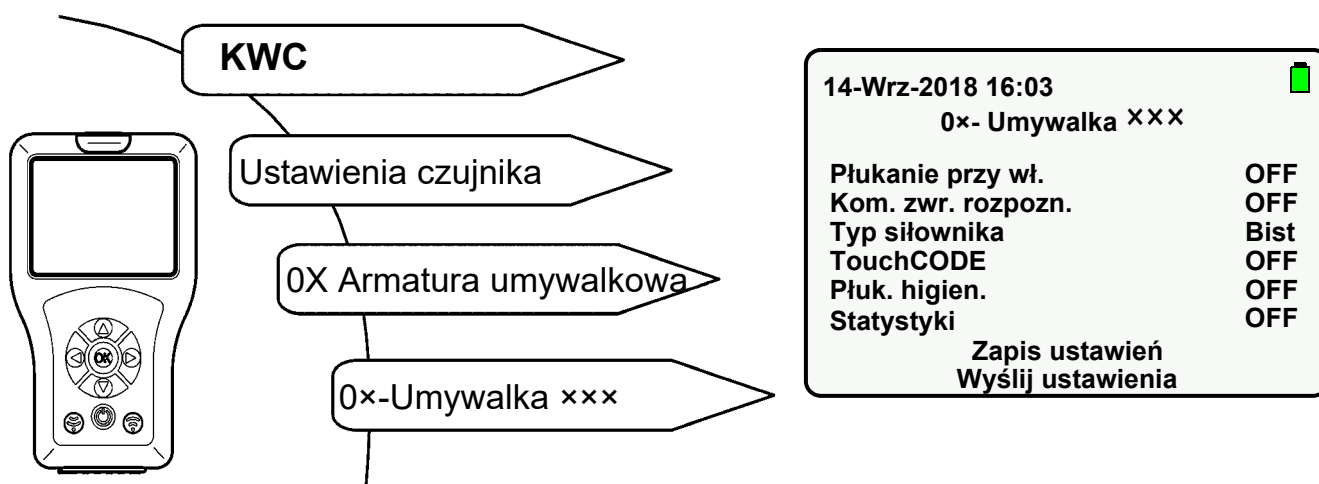 KWC
Ustawienia czujnika
0X Armatura umywalkowa
0×-Umywalka ×××
OK
14-Wrz-2018 16:03
0×- Umywalka ×××
Płukanie przy wł. OFF
Kom. zwr. rozpozn. OFF
Typ siłownika Bist
TouchCODE OFF
Płuk. higien. OFF
Statystyki OFF
Zapis ustawień
Wyślij ustawienia